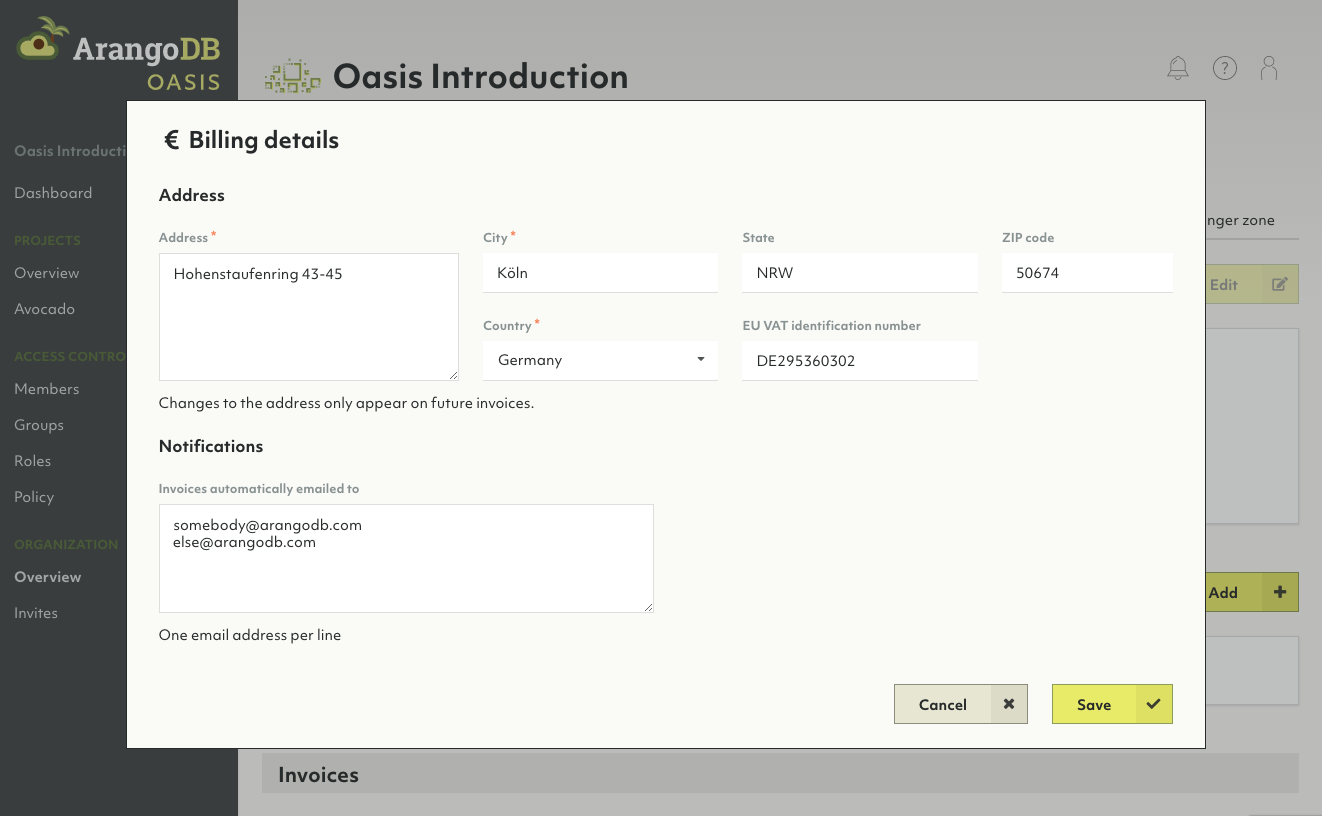 ArangoDB
OASIS
Oasis Introduction
Oasis Introducti
Dashboard
PROJECTS
Overview
Avocado
ACCESS CONTRO
Members
Groups
Roles
Policy
ORGANIZATION
Overview
Invites
€ Billing details
Address
Address *
Hohenstaufenring 43-45
City *
Köln
State
NRW
ZIP code
50674
Country *
Germany
EU VAT identification number
DE295360302
Changes to the address only appear on future invoices.
Notifications
Invoices automatically emailed to
somebody@arangodb.com
else@arangodb.com
One email address per line
Cancel
Save
nger zone
Edit
Add
Invoices